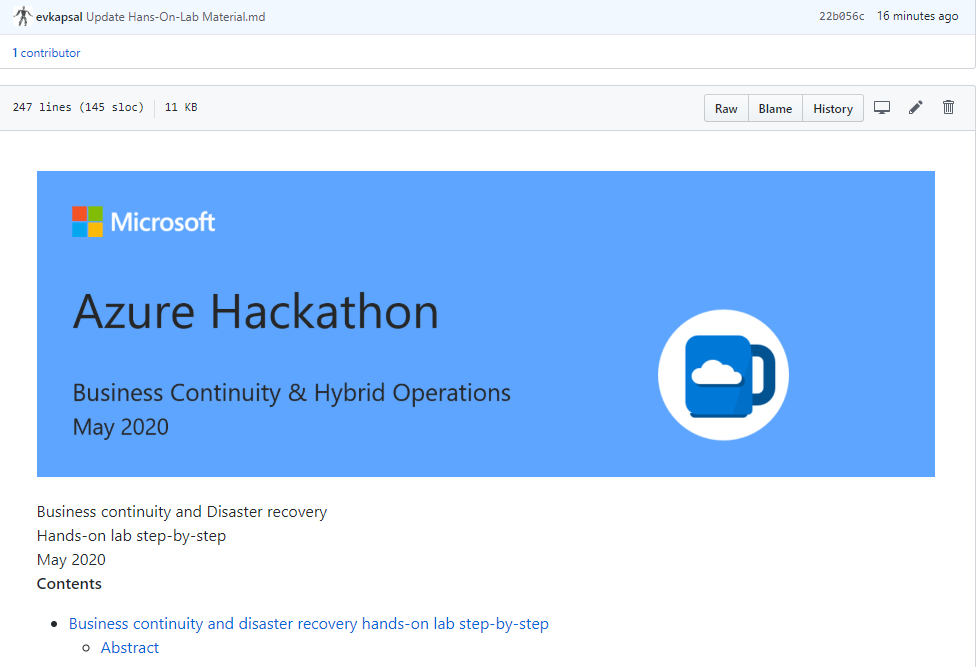 evkapsal Update Hans-On-Lab Material.md 22b056c 16 minutes ago
1 contributor
247 lines (145 sloc) 11 KB Raw Blame History
Microsoft
Azure Hackathon
Business Continuity & Hybrid Operations
May 2020
Business continuity and Disaster recovery
Hands-on lab step-by-step
May 2020
Contents
Business continuity and disaster recovery hands-on lab step-by-step
Abstract